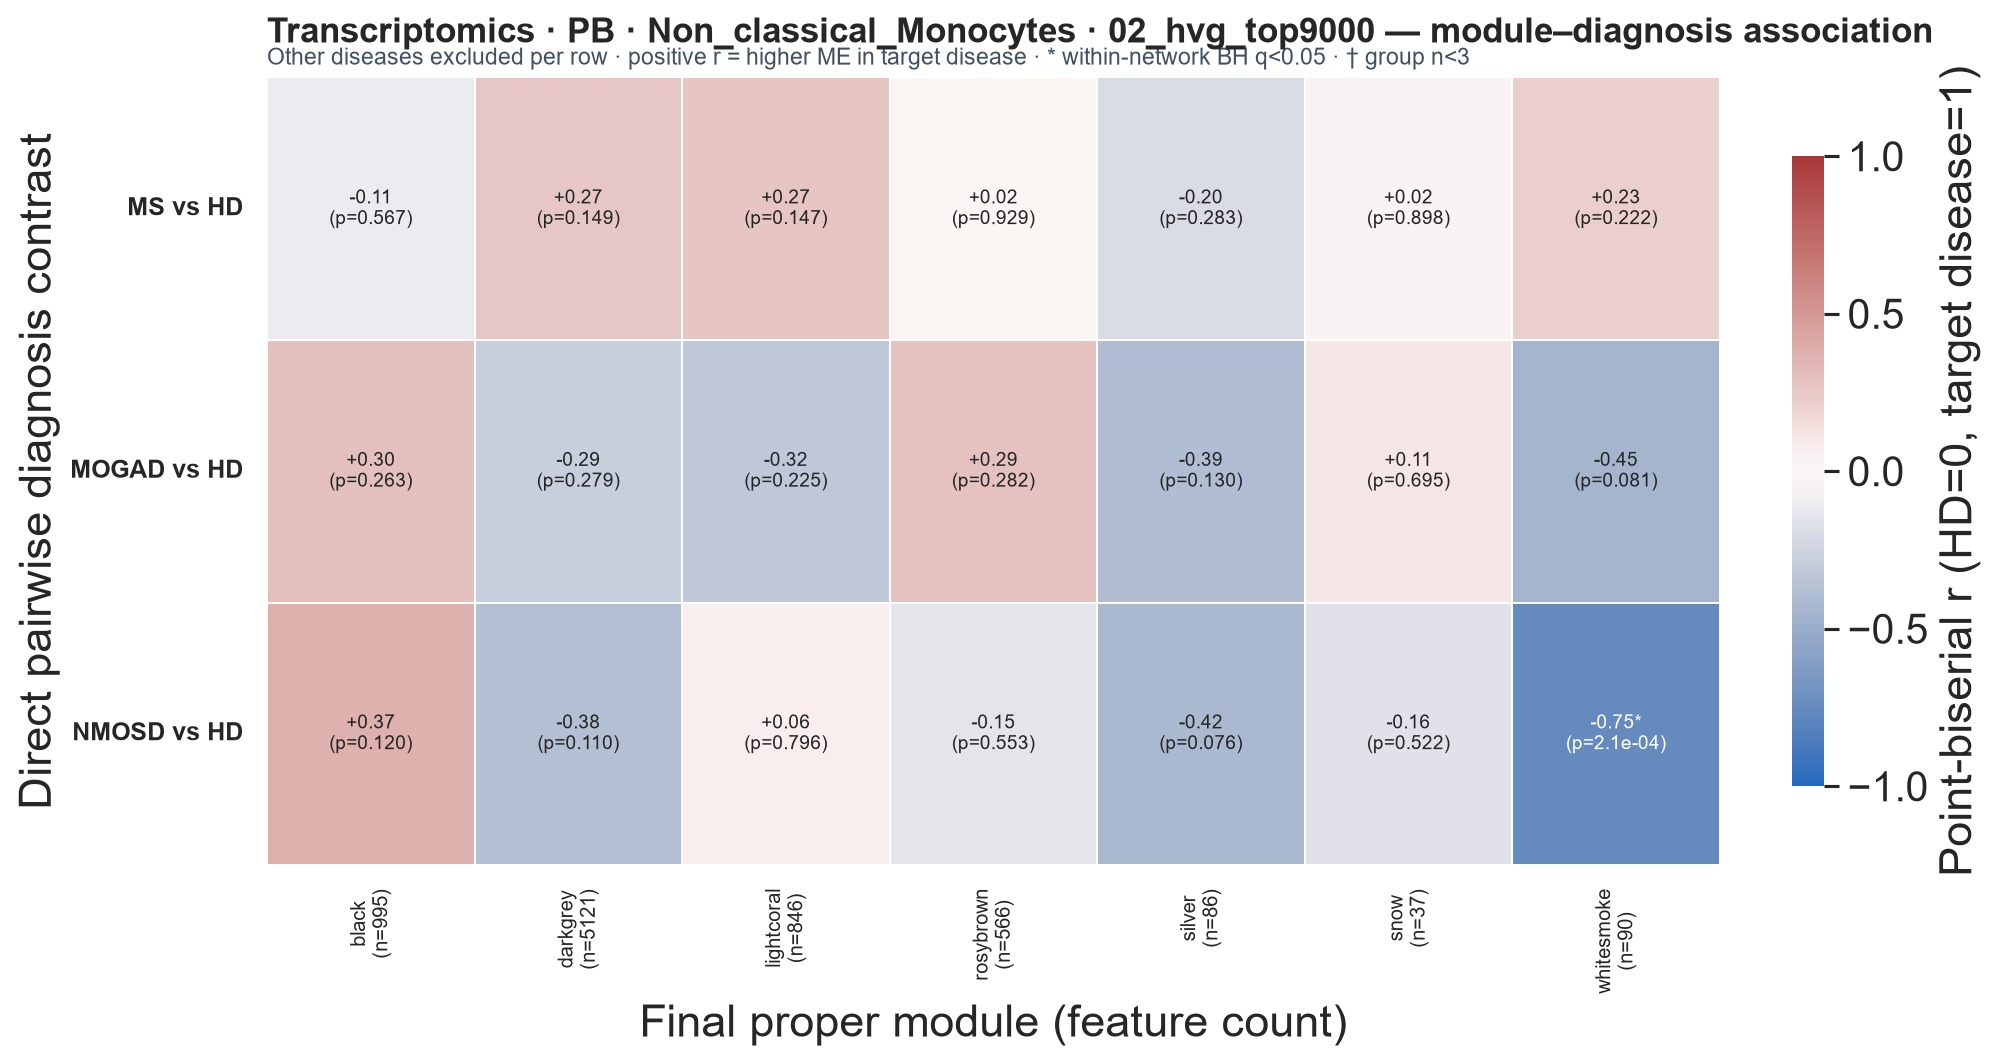 Transcriptomics · PB · Non_classical_Monocytes · 02_hvg_top9000 — module–diagnosis association
Other diseases excluded per row · positive r = higher ME in target disease · * within-network BH q<0.05 · † group n<3
Direct pairwise diagnosis contrast
MS vs HD
-0.11
(p=0.567)
+0.27
(p=0.149)
+0.27
(p=0.147)
+0.02
(p=0.929)
-0.20
(p=0.283)
+0.02
(p=0.898)
+0.23
(p=0.222)
MOGAD vs HD
+0.30
(p=0.263)
-0.29
(p=0.279)
-0.32
(p=0.225)
+0.29
(p=0.282)
-0.39
(p=0.130)
+0.11
(p=0.695)
-0.45
(p=0.081)
NMOSD vs HD
+0.37
(p=0.120)
-0.38
(p=0.110)
+0.06
(p=0.796)
-0.15
(p=0.553)
-0.42
(p=0.076)
-0.16
(p=0.522)
-0.75*
(p=2.1e-04)
black
(n=995)
darkgrey
(n=5121)
lightcoral
(n=846)
rosybrown
(n=566)
silver
(n=86)
snow
(n=37)
whitesmoke
(n=90)
Final proper module (feature count)
1.0
0.5
0.0
−0.5
−1.0
Point-biserial r (HD=0, target disease=1)